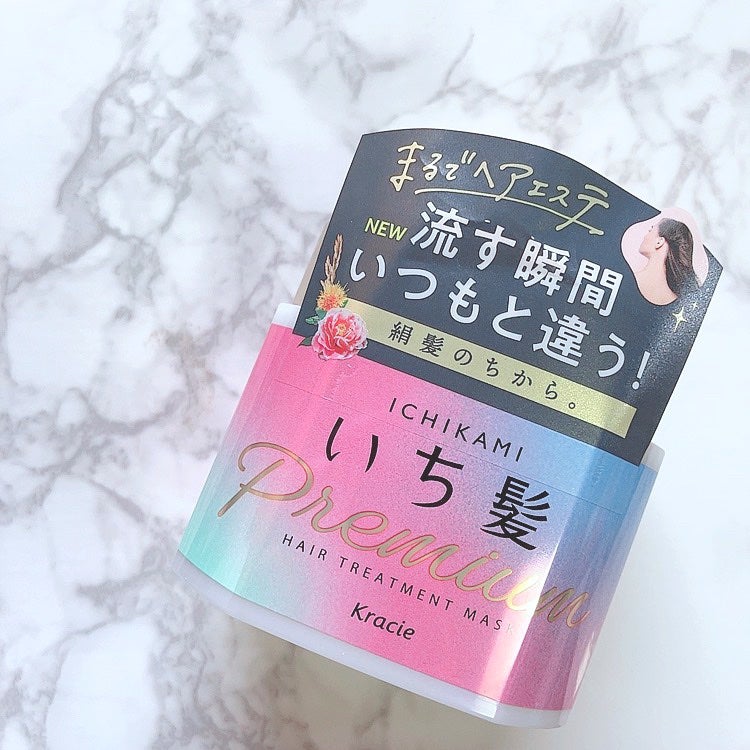 まるでヘアエステ
NEW 流す瞬間
いつもと違う!
絹髪のちから。
ICHIKAMI
いち髪
Premium
HAIR TREATMENT MASK
Kracie